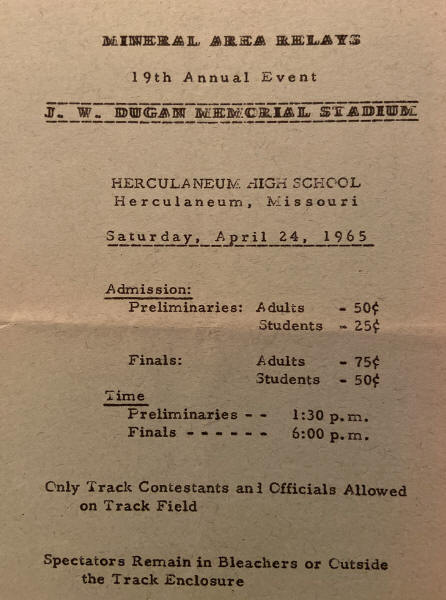 MINERAL AREA RELAYS
19th Annual Event
J. W. DUGAN MEMORIAL STADIUM
HERCULANEUM HIGH SCHOOL
Herculaneum, Missouri
Saturday, April 24, 1965
Admission:
Preliminaries: Adults - 50¢
Students - 25¢
Finals: Adults - 75¢
Students - 50¢
Time
Preliminaries - - 1:30 p.m.
Finals - - - - - - 6:00 p.m.
Only Track Contestants and Officials Allowed
on Track Field
Spectators Remain in Bleachers or Outside
the Track Enclosure